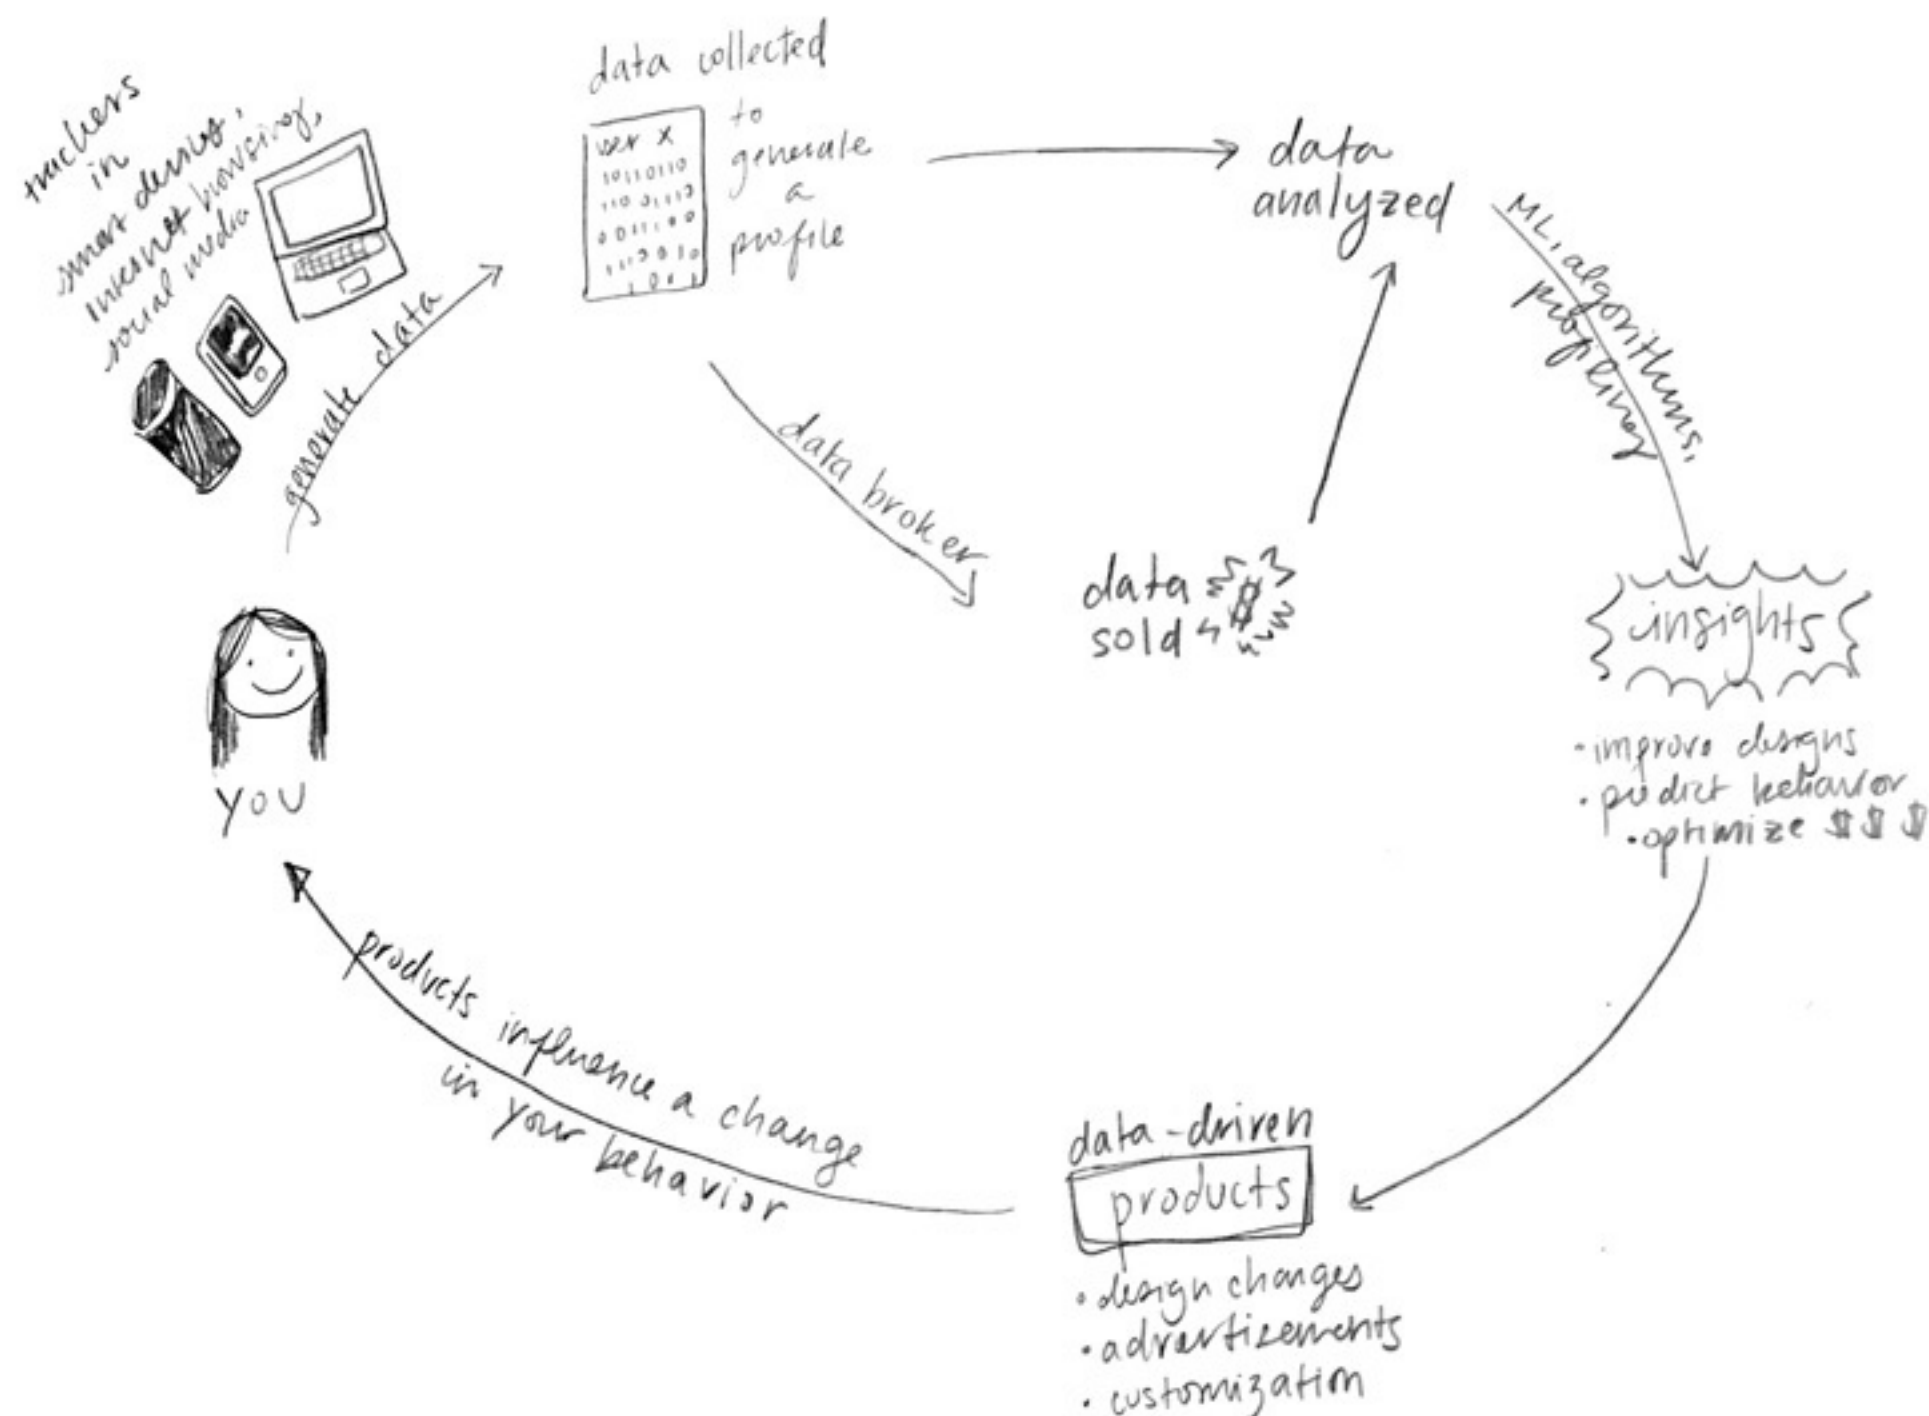 trackers
in
smart devices,
internet browsing,
social media
generate data
data collected
to
generate
a
profile
user X
10110110
data
analyzed
ML, algorithms,
profiling
data broker
data
sold
insights
• improve designs
• predict behavior
• optimize $ $ $
data-driven
products
• design changes
• advertizements
• customization
products influence a change
in your behavior
YOU